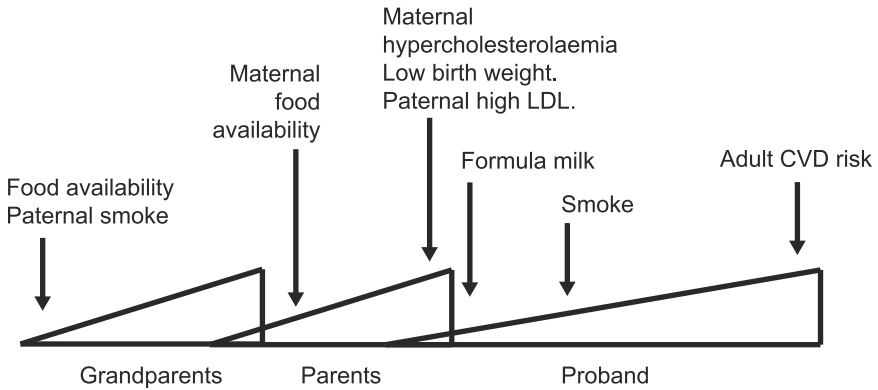 Maternal
hypercholesterolaemia
Low birth weight.
Paternal high LDL.
Maternal
food
availability
Formula milk
Adult CVD risk
Food availability
Paternal smoke
Smoke
Grandparents
Parents
Proband